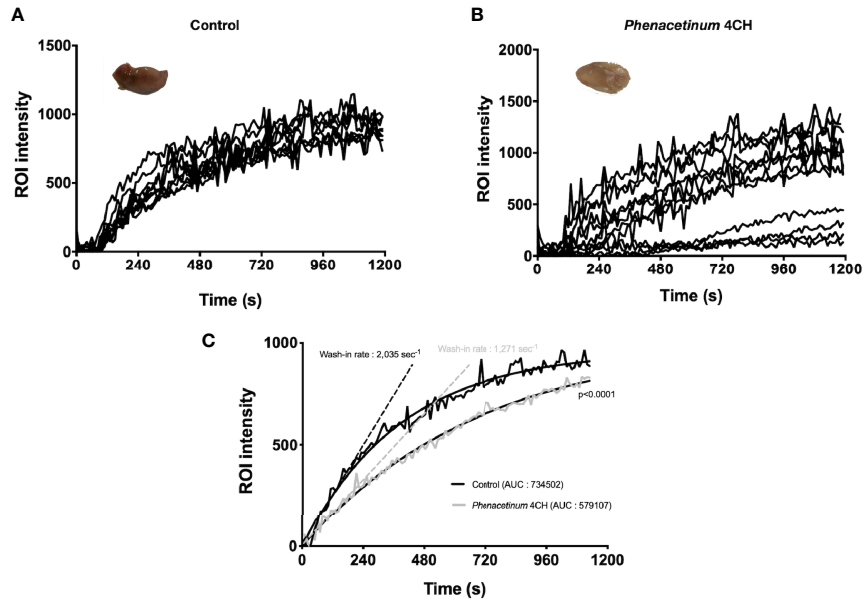 A
Control
ROI intensity
1500
1000
500
0
0 240 480 720 960 1200
Time (s)
B
Phenacetinum 4CH
ROI intensity
2000
1500
1000
500
0
0 240 480 720 960 1200
Time (s)
C
ROI intensity
1000
500
0
Wash-in rate : 2,035 sec-1
Wash-in rate : 1,271 sec-1
p<0.0001
Control (AUC : 734502)
Phenacetinum 4CH (AUC : 579107)
0 240 480 720 960 1200
Time (s)